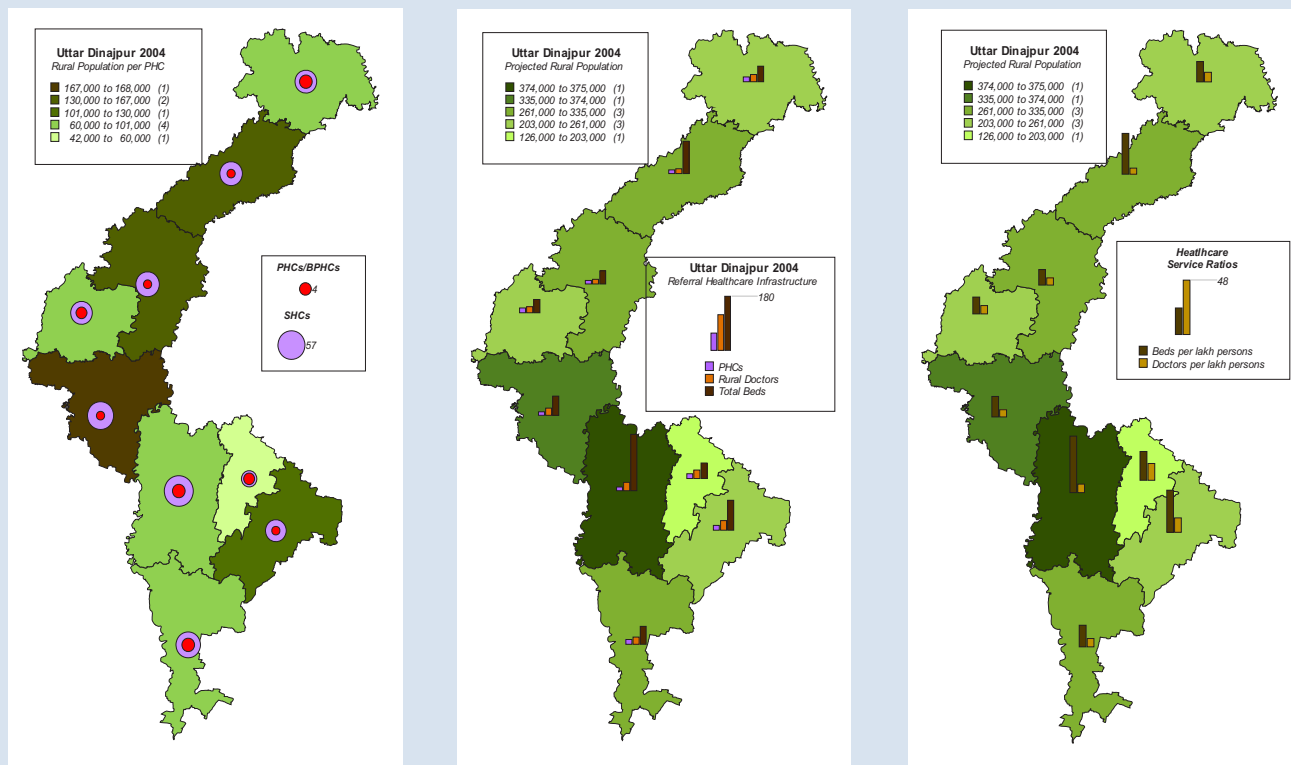 Uttar Dinajpur 2004
Rural Population per PHC
167,000 to 168,000 (1)
130,000 to 167,000 (2)
101,000 to 130,000 (1)
60,000 to 101,000 (4)
42,000 to 60,000 (1)
PHCs/BPHCs
4
SHCs
57
Uttar Dinajpur 2004
Projected Rural Population
374,000 to 375,000 (1)
335,000 to 374,000 (1)
261,000 to 335,000 (3)
203,000 to 261,000 (3)
126,000 to 203,000 (1)
Uttar Dinajpur 2004
Referral Healthcare Infrastructure
180
PHCs
Rural Doctors
Total Beds
Uttar Dinajpur 2004
Projected Rural Population
374,000 to 375,000 (1)
335,000 to 374,000 (1)
261,000 to 335,000 (3)
203,000 to 261,000 (3)
126,000 to 203,000 (1)
Heatlhcare
Service Ratios
48
Beds per lakh persons
Doctors per lakh persons